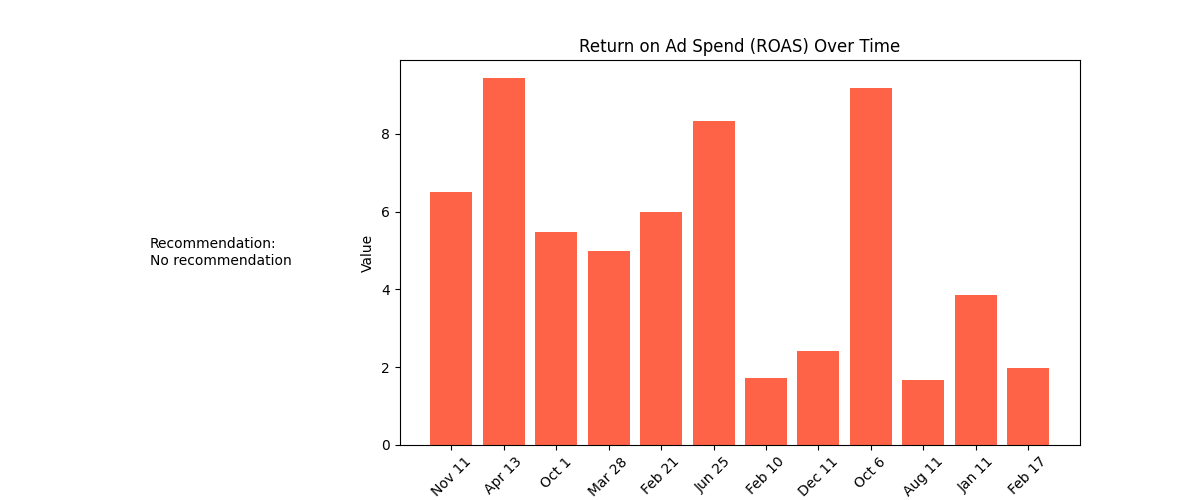 Return on Ad Spend (ROAS) Over Time
Recommendation:
No recommendation
Value
8
6
4
2
0
Nov 11
Apr 13
Oct 1
Mar 28
Feb 21
Jun 25
Feb 10
Dec 11
Oct 6
Aug 11
Jan 11
Feb 17